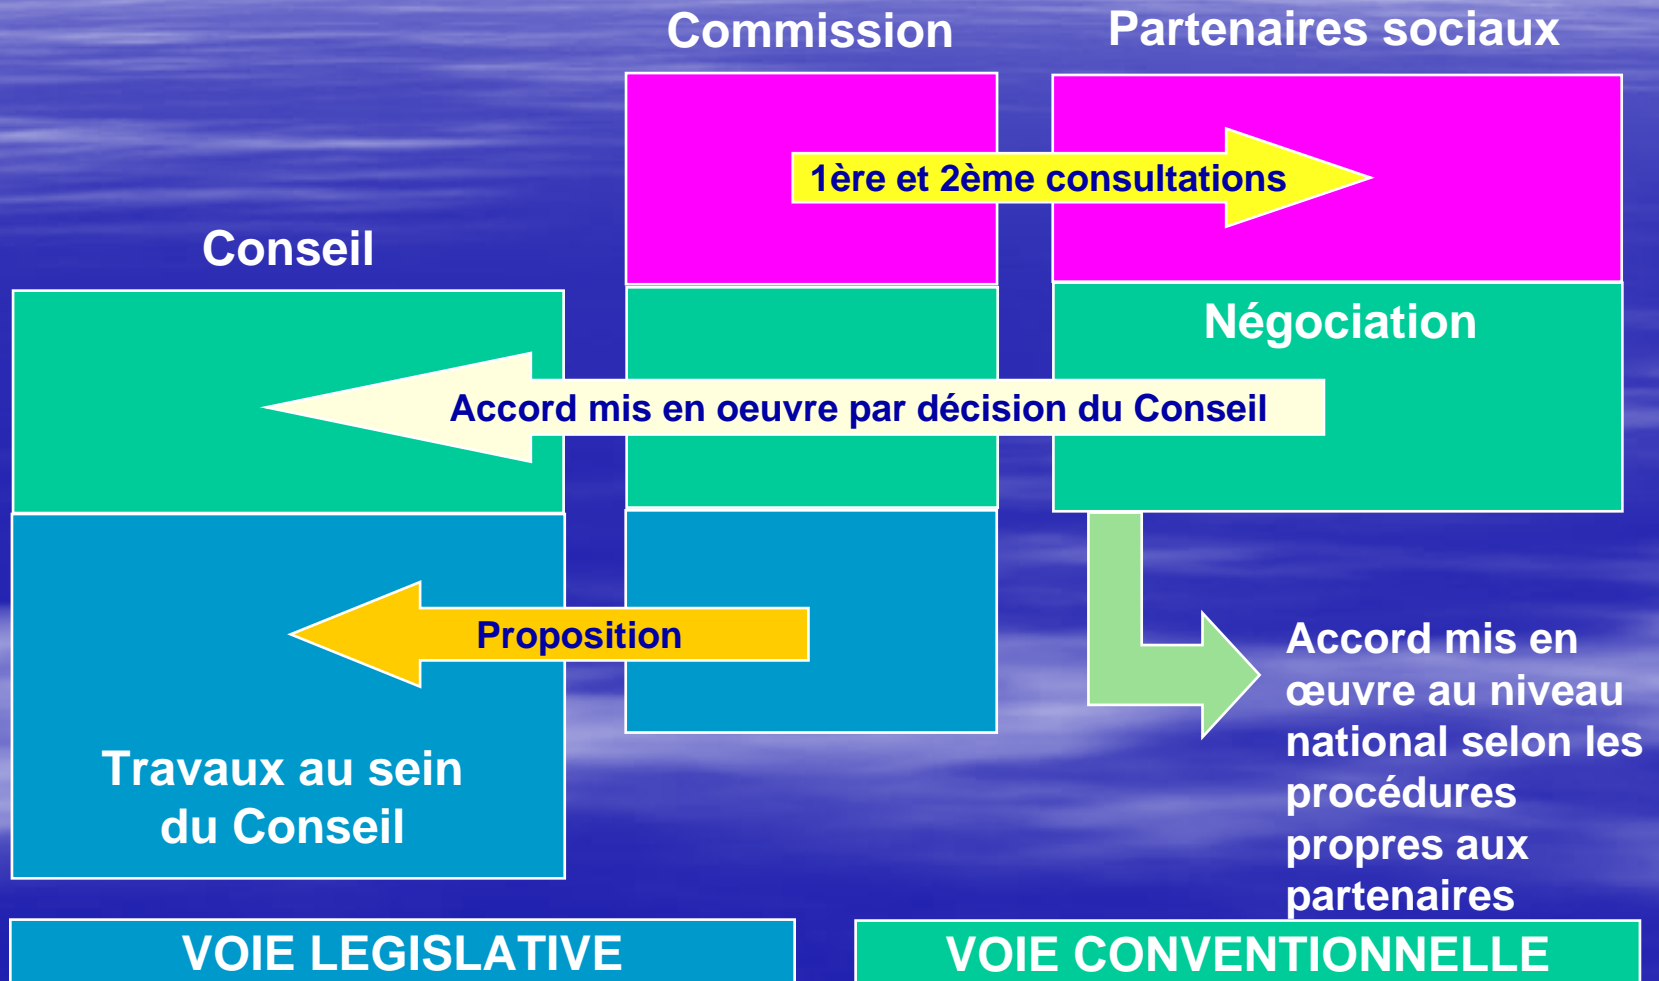 Commission
Partenaires sociaux
1ère et 2ème consultations
Conseil
Négociation
Accord mis en oeuvre par décision du Conseil
Proposition
Travaux au sein
du Conseil
Accord mis en
œuvre au niveau
national selon les
procédures
propres aux
partenaires
VOIE LEGISLATIVE
VOIE CONVENTIONNELLE